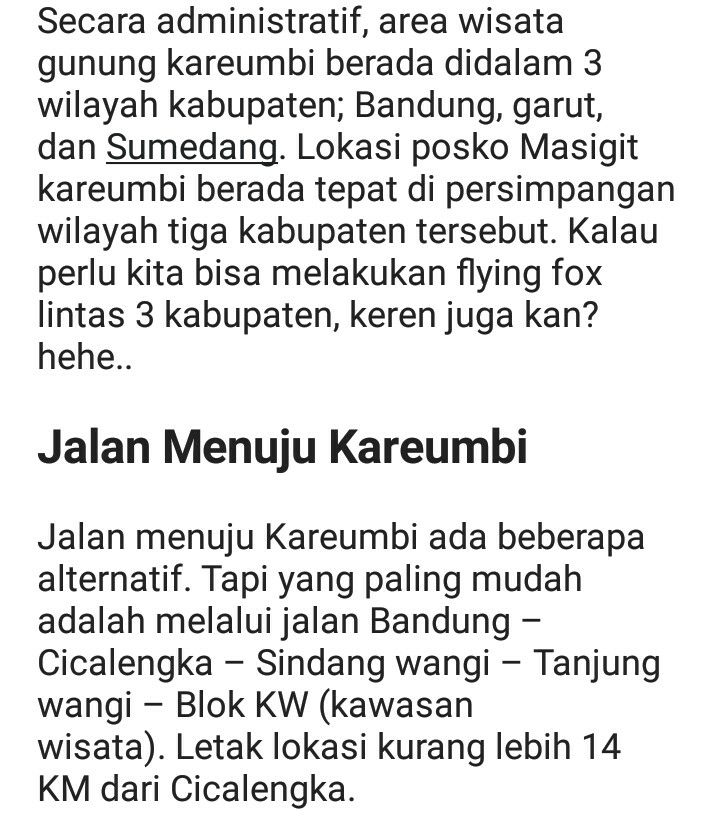 Secara administratif, area wisata
gunung kareumbi berada didalam 3
wilayah kabupaten; Bandung, garut,
dan Sumedang. Lokasi posko Masigit
kareumbi berada tepat di persimpangan
wilayah tiga kabupaten tersebut. Kalau
perlu kita bisa melakukan flying fox
lintas 3 kabupaten, keren juga kan?
hehe..
Jalan Menuju Kareumbi
Jalan menuju Kareumbi ada beberapa
alternatif. Tapi yang paling mudah
adalah melalui jalan Bandung –
Cicalengka – Sindang wangi – Tanjung
wangi – Blok KW (kawasan
wisata). Letak lokasi kurang lebih 14
KM dari Cicalengka.